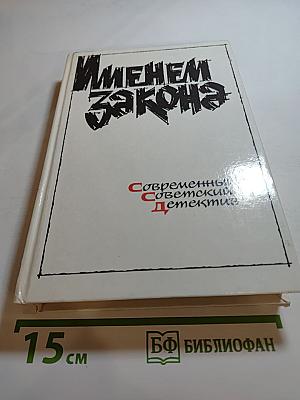 Именем
закона
Современный
Советский
Детектив
15 см
БФ БИБЛИОФАН